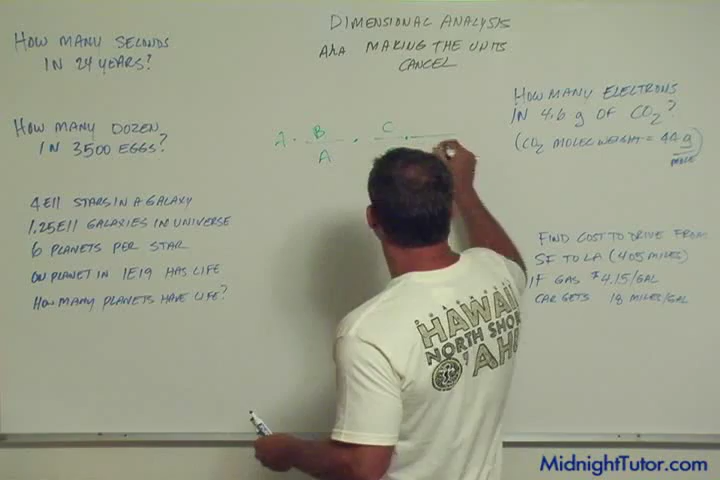 DIMENSIONAL ANALYSIS
AKA MAKING THE UNITS
CANCEL
HOW MANY SECONDS
IN 24 YEARS?
HOW MANY DOZEN
IN 3500 EGGS?
4E11 STARS IN A GALAXY
1.25E11 GALAXIES IN UNIVERSE
6 PLANETS PER STAR
ON PLANET IN 1E19 HAS LIFE
HOW MANY PLANETS HAVE LIFE?
B C
A
HOW MANY ELECTRONS
IN 4.6 g OF CO2?
(CO2 MOLEC WEIGHT = 44 g
MOLE
FIND COST TO DRIVE FROM
SF TO LA (405 MILES)
IF GAS $4.15/GAL
CAR GETS 18 MILES/GAL
HAWAII
NORTH SHORE
MidnightTutor.com